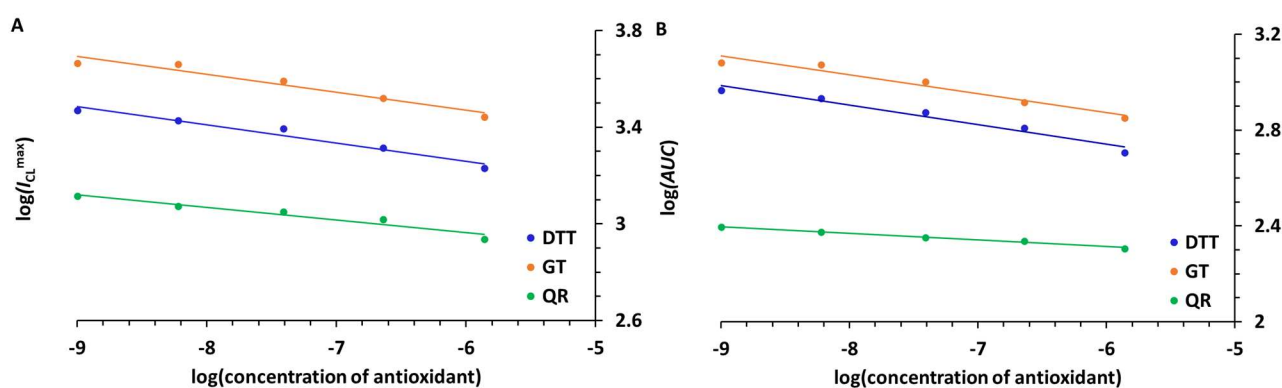 A
3.8
3.4
3
2.6
log(I_CL^max)
DTT
GT
QR
-9 -8 -7 -6 -5
log(concentration of antioxidant)
B
3.2
2.8
2.4
2
log(AUC)
DTT
GT
QR
-9 -8 -7 -6 -5
log(concentration of antioxidant)